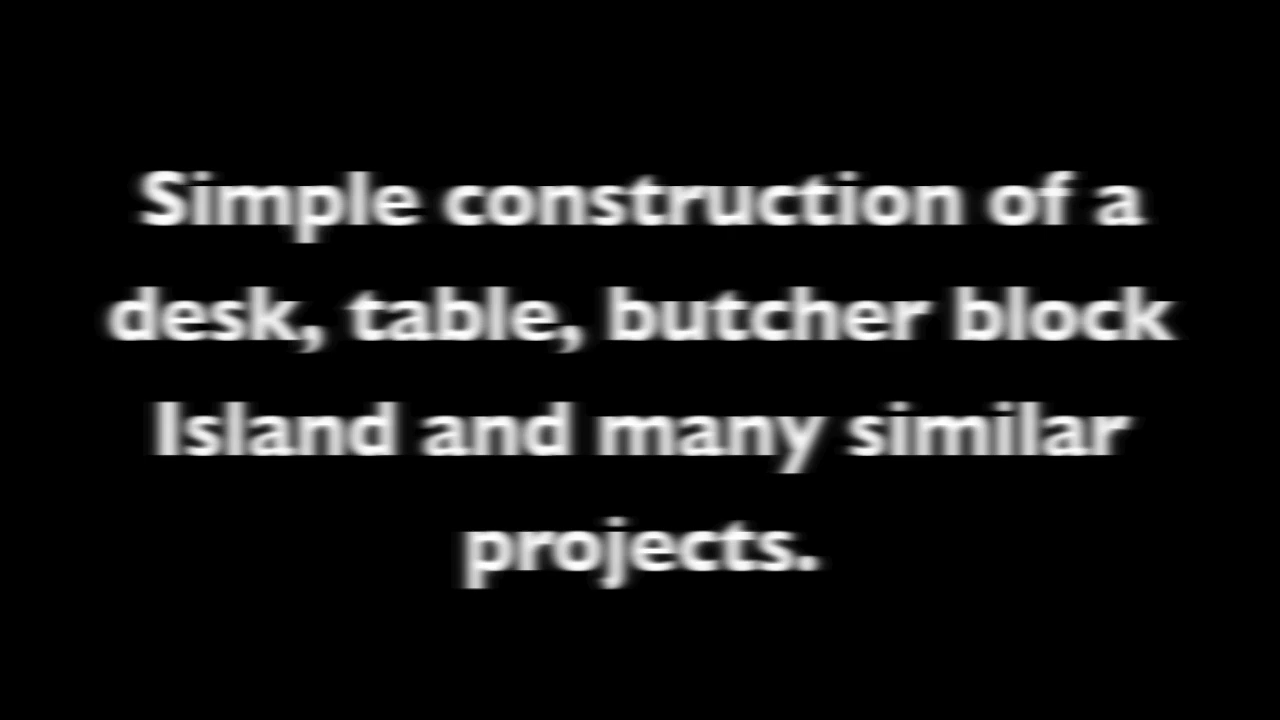 Simple construction of a
desk, table, butcher block
Island and many similar
projects.